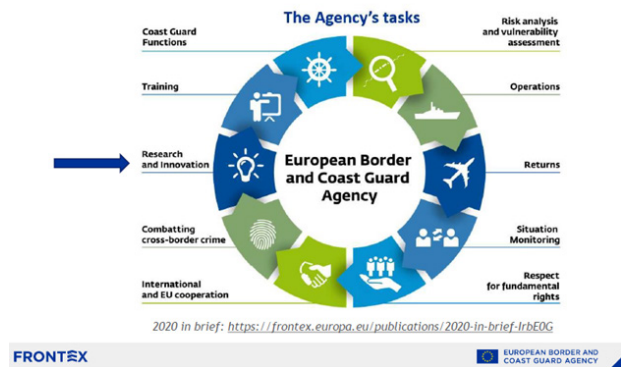 The Agency's tasks
Coast Guard
Functions
Training
Research
and Innovation
Combatting
cross-border crime
International
and EU cooperation
European Border
and Coast Guard
Agency
Risk analysis
and vulnerability
assessment
Operations
Returns
Situation
Monitoring
Respect
for fundamental
rights
2020 in brief: https://frontex.europa.eu/publications/2020-in-brief-IrbE0G
FRONTEX
EUROPEAN BORDER AND
COAST GUARD AGENCY